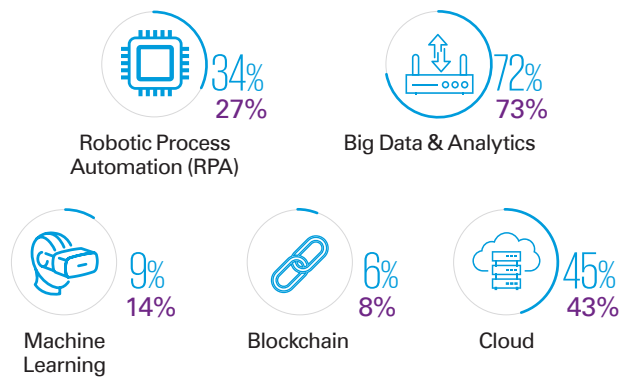 34%
27%
Robotic Process
Automation (RPA)
72%
73%
Big Data & Analytics
9%
14%
Machine
Learning
6%
8%
Blockchain
45%
43%
Cloud